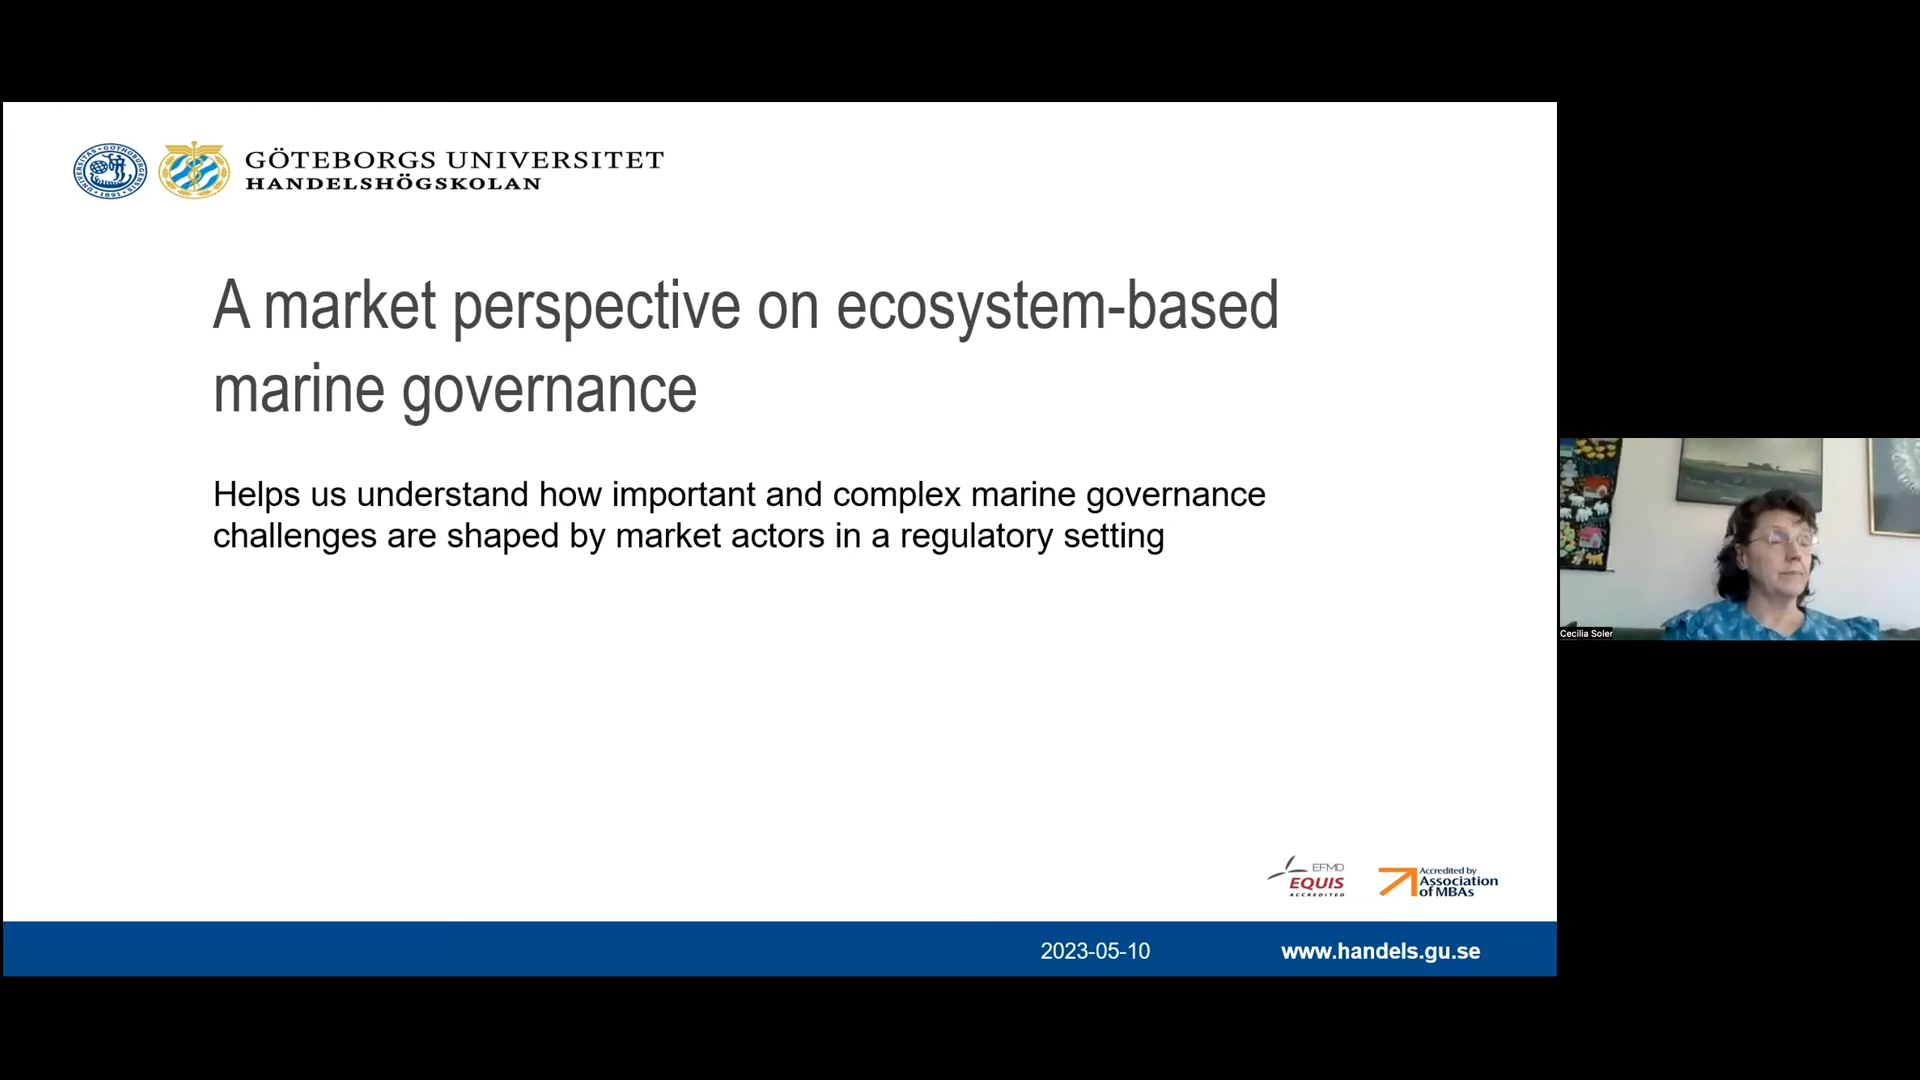 GÖTEBORGS UNIVERSITET
HANDELSHÖGSKOLAN
A market perspective on ecosystem-based
marine governance
Helps us understand how important and complex marine governance
challenges are shaped by market actors in a regulatory setting
Cecilia Soler
EFMD
EQUIS
ACCREDITED
Accredited by
Association
of MBAs
2023-05-10
www.handels.gu.se